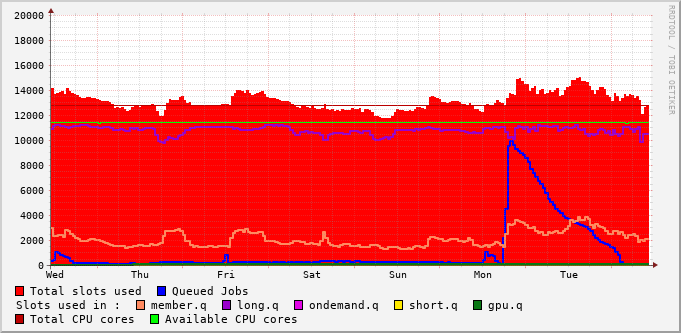 20000
18000
16000
14000
12000
10000
8000
6000
4000
2000
0
Wed Thu Fri Sat Sun Mon Tue
RRDTOOL / TOBI OETIKER
Total slots used Queued Jobs
Slots used in : member.q long.q ondemand.q short.q gpu.q
Total CPU cores Available CPU cores